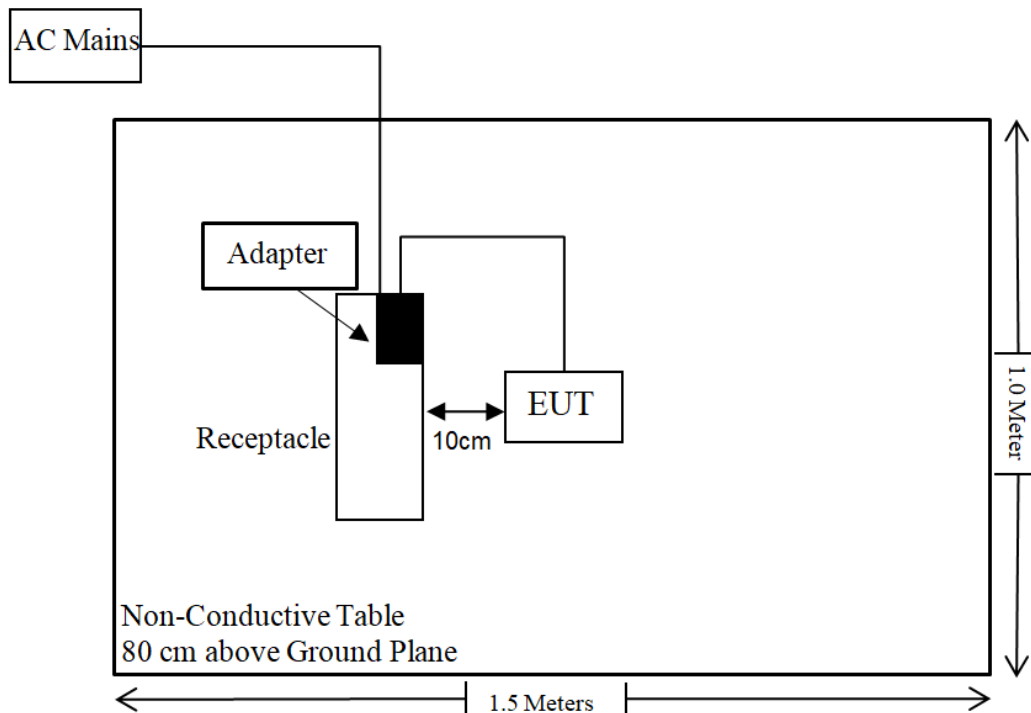 AC Mains
Adapter
EUT
10cm
Receptacle
1.0 Meter
Non-Conductive Table
80 cm above Ground Plane
1.5 Meters